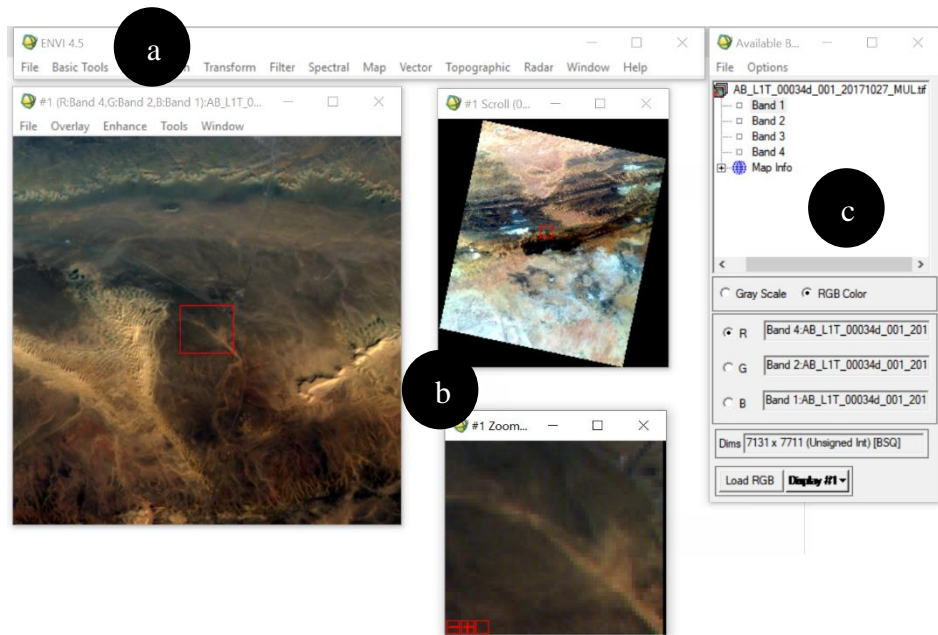 ENVI 4.5
a
File Basic Tools Transform Filter Spectral Map Vector Topographic Radar Window Help
#1 (R:Band 4,G:Band 2,B:Band 1):AB_L1T_0...
File Overlay Enhance Tools Window
#1 Scroll (0...
b
#1 Zoom...
Available B...
File Options
AB_L1T_00034d_001_20171027_MUL.tif
Band 1
Band 2
Band 3
Band 4
Map Info
c
Gray Scale RGB Color
R Band 4:AB_L1T_00034d_001_201
G Band 2:AB_L1T_00034d_001_201
B Band 1:AB_L1T_00034d_001_201
Dims 7131 x 7711 (Unsigned Int) [BSQ]
Load RGB Display #1